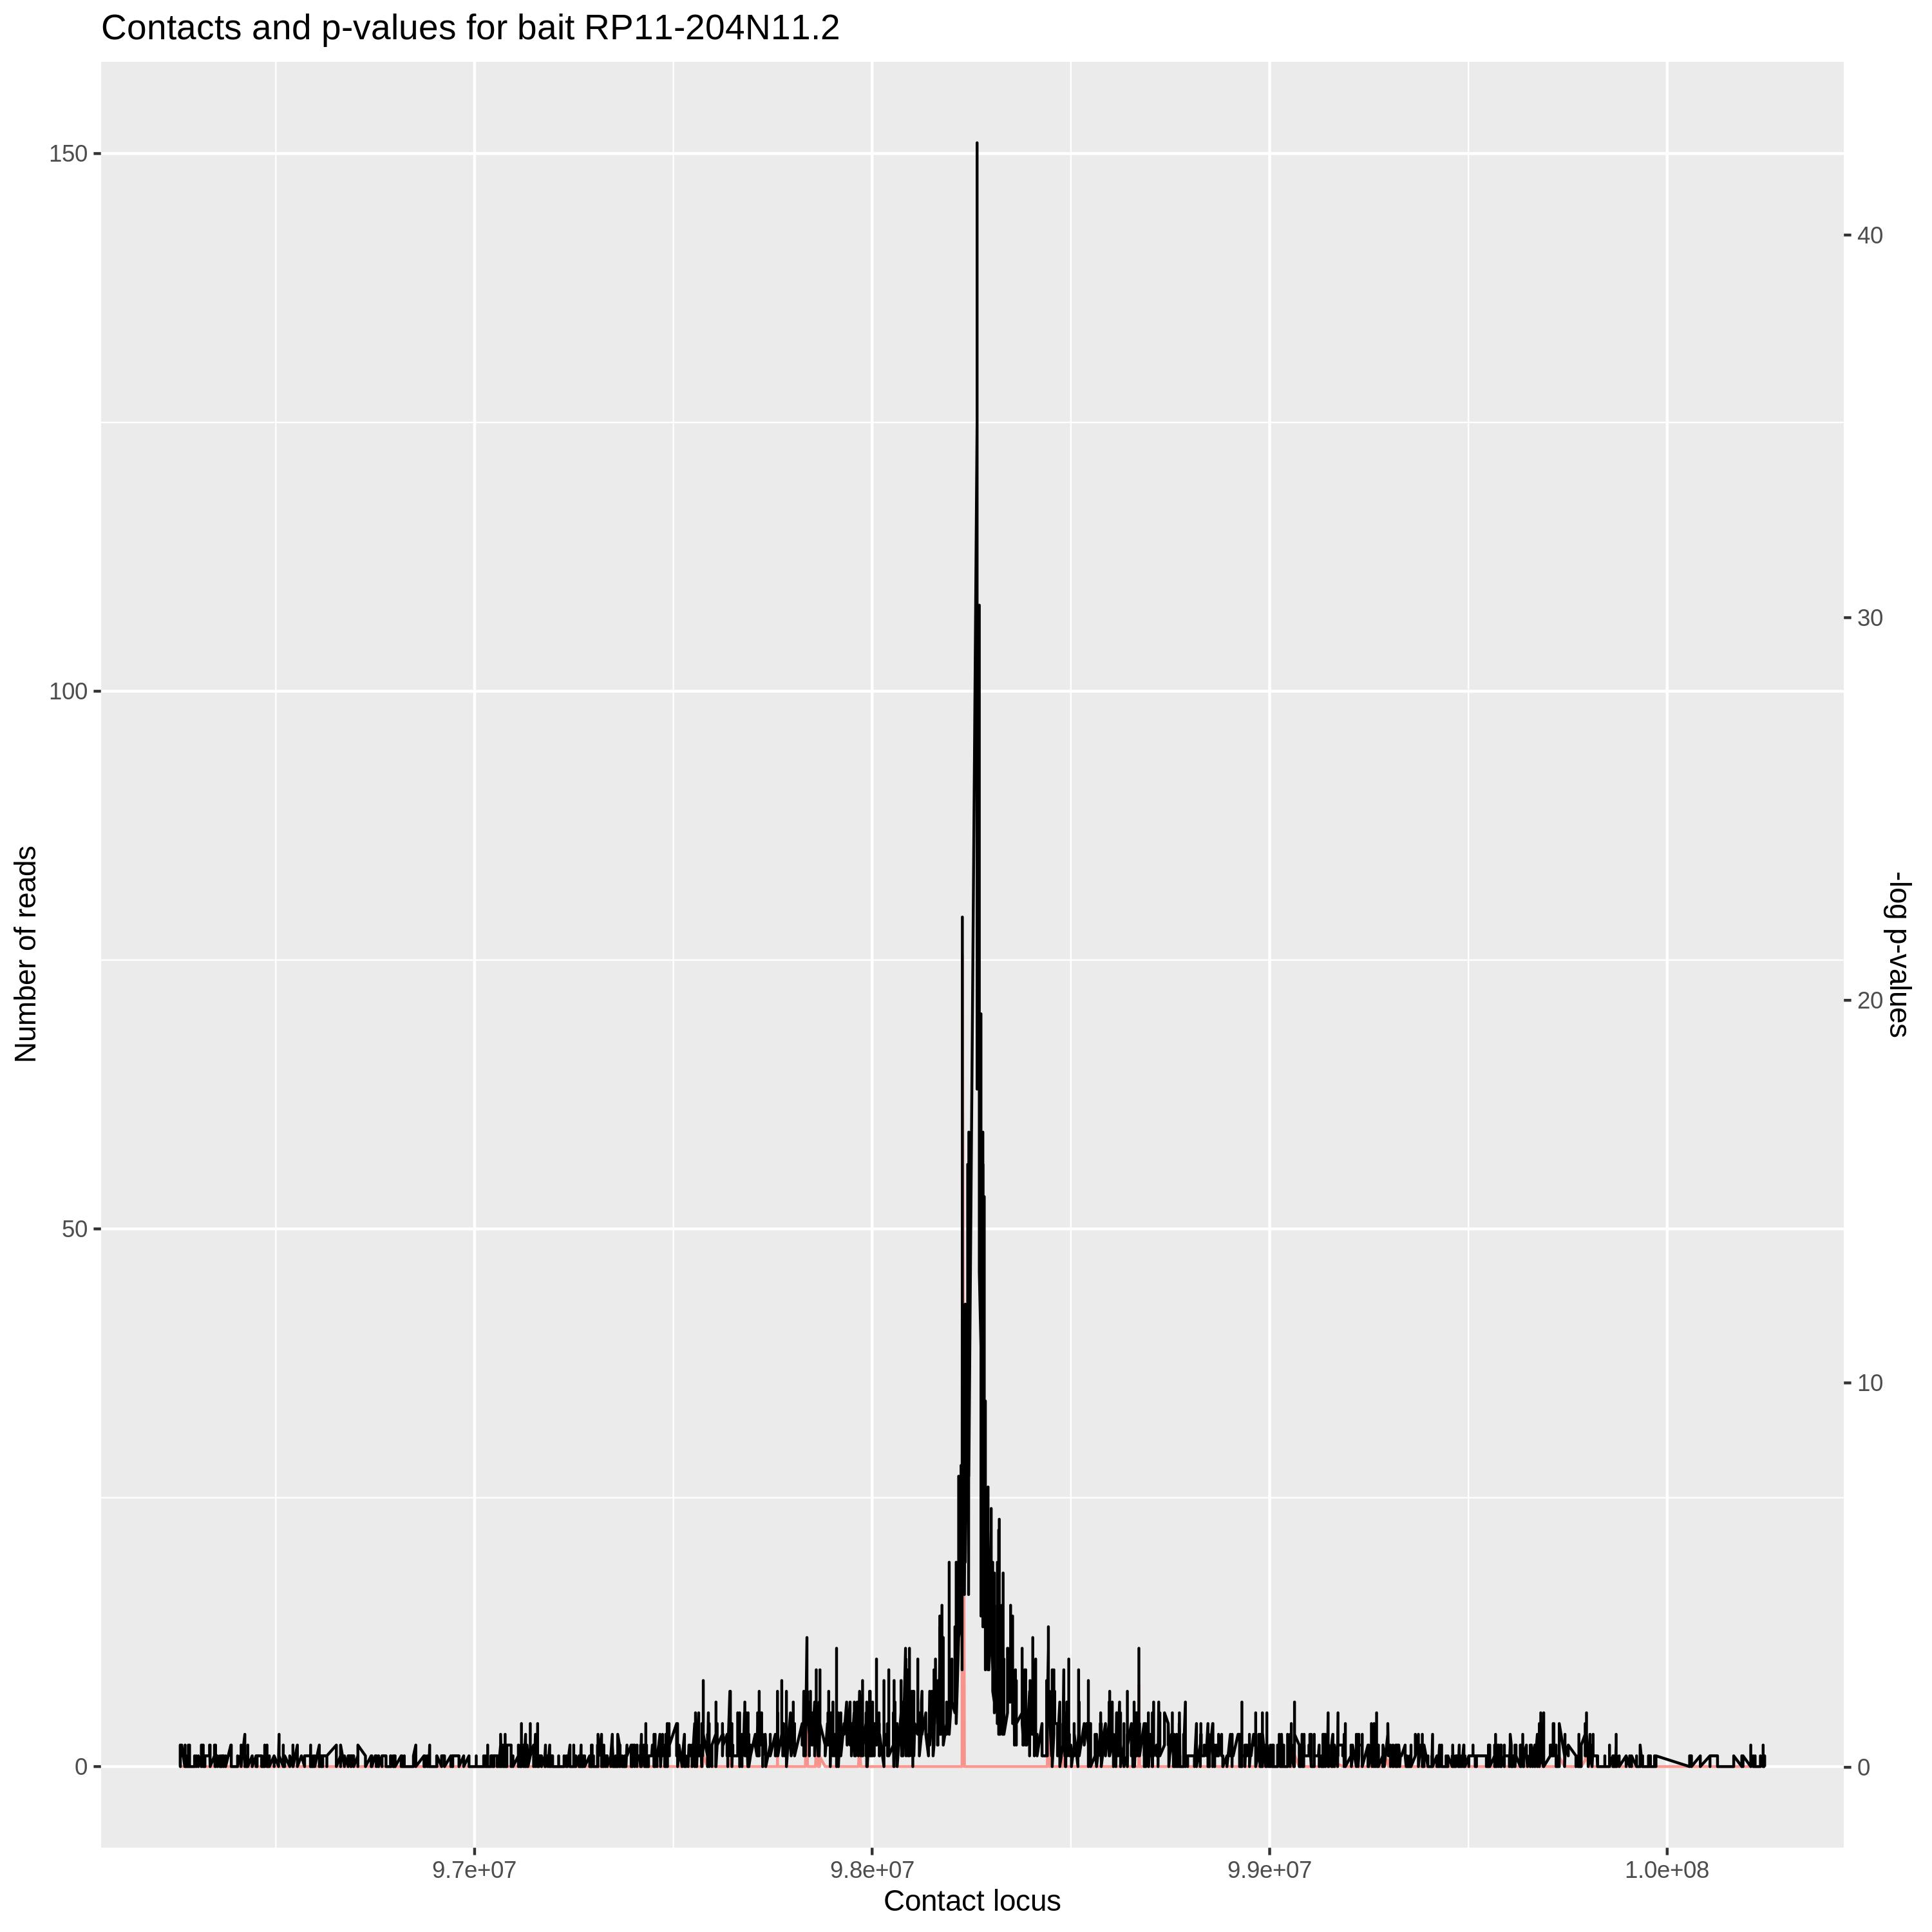 Contacts and p-values for bait RP11-204N11.2
150
100
50
0
Number of reads
40
30
20
10
0
-log p-values
9.7e+07
9.8e+07
9.9e+07
1.0e+08
Contact locus